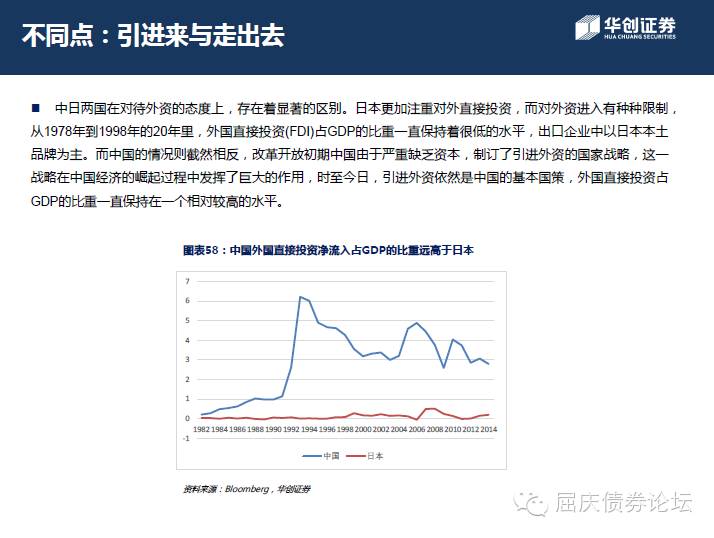 不同点：引进来与走出去
华创证券
HUA CHUANG SECURITIES
中日两国在对待外资的态度上，存在着显著的区别。日本更加注重对外直接投资，而对外资进入有种种限制，
从1978年到1998年的20年里，外国直接投资(FDI)占GDP的比重一直保持着很低的水平，出口企业中以日本本土
品牌为主。而中国的情况则截然相反，改革开放初期中国由于严重缺乏资本，制订了引进外资的国家战略，这一
战略在中国经济的崛起过程中发挥了巨大的作用，时至今日，引进外资依然是中国的基本国策，外国直接投资占
GDP的比重一直保持在一个相对较高的水平。
图表58：中国外国直接投资净流入占GDP的比重远高于日本
7
6
5
4
3
2
1
0
1982 1984 1986 1988 1990 1992 1994 1996 1998 2000 2002 2004 2006 2008 2010 2012 2014
-1
中国 日本
资料来源：Bloomberg，华创证券
屈庆债券论坛